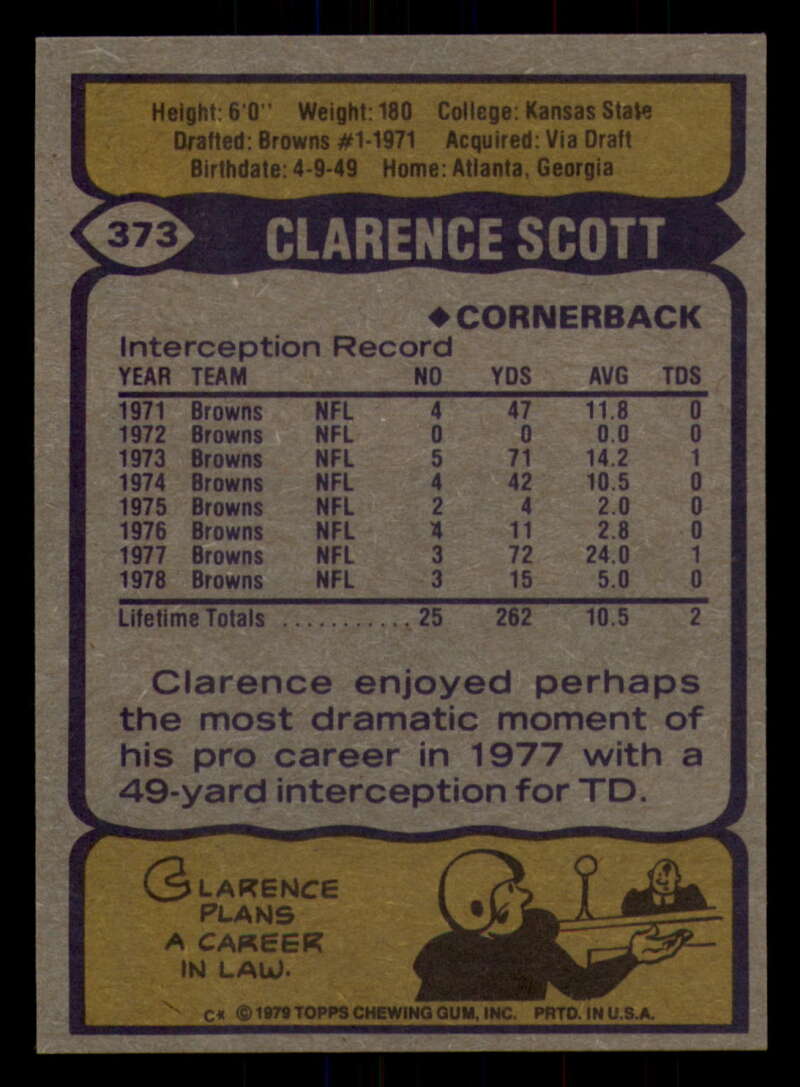 Height: 6'0" Weight: 180 College: Kansas State
Drafted: Browns #1-1971 Acquired: Via Draft
Birthdate: 4-9-49 Home: Atlanta, Georgia
373 CLARENCE SCOTT
◆CORNERBACK
Interception Record
YEAR TEAM NO YDS AVG TDS
1971 Browns NFL 4 47 11.8 0
1972 Browns NFL 0 0 0.0 0
1973 Browns NFL 5 71 14.2 1
1974 Browns NFL 4 42 10.5 0
1975 Browns NFL 2 4 2.0 0
1976 Browns NFL 4 11 2.8 0
1977 Browns NFL 3 72 24.0 1
1978 Browns NFL 3 15 5.0 0
Lifetime Totals ........... 25 262 10.5 2
Clarence enjoyed perhaps
the most dramatic moment of
his pro career in 1977 with a
49-yard interception for TD.
CLARENCE
PLANS
A CAREER
IN LAW.
C* © 1979 TOPPS CHEWING GUM, INC. PRTD. IN U.S.A.